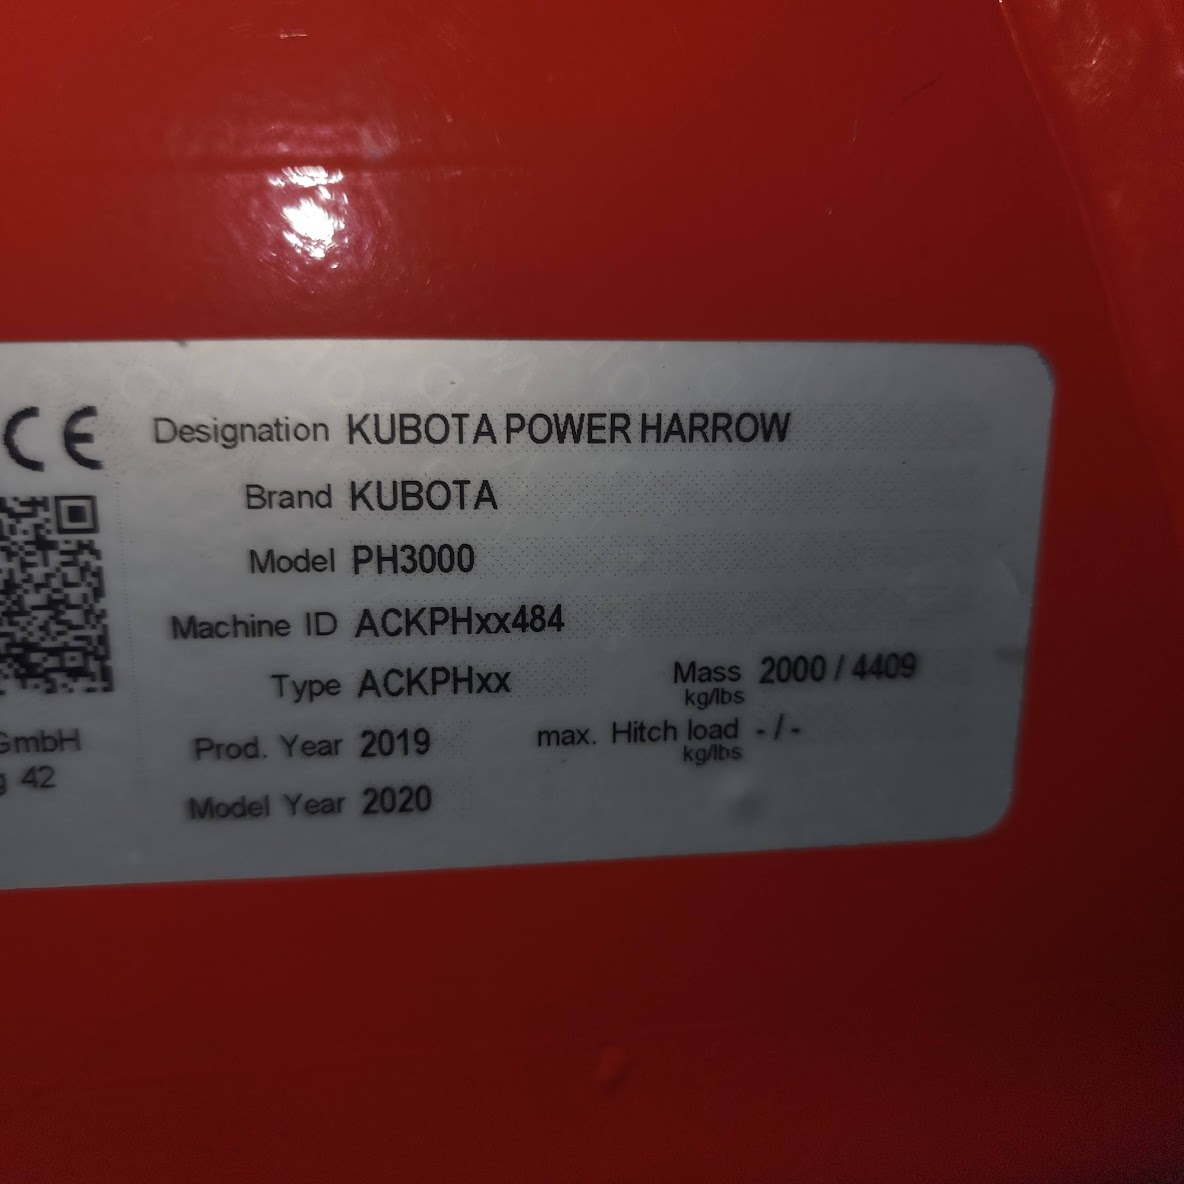 CE
Designation KUBOTA POWER HARROW
Brand KUBOTA
Model PH3000
Machine ID ACKPHxx484
Type ACKPHxx
Mass 2000 / 4409
kg/lbs
GmbH
Prod. Year 2019
max. Hitch load - / -
kg/lbs
42
Model Year 2020